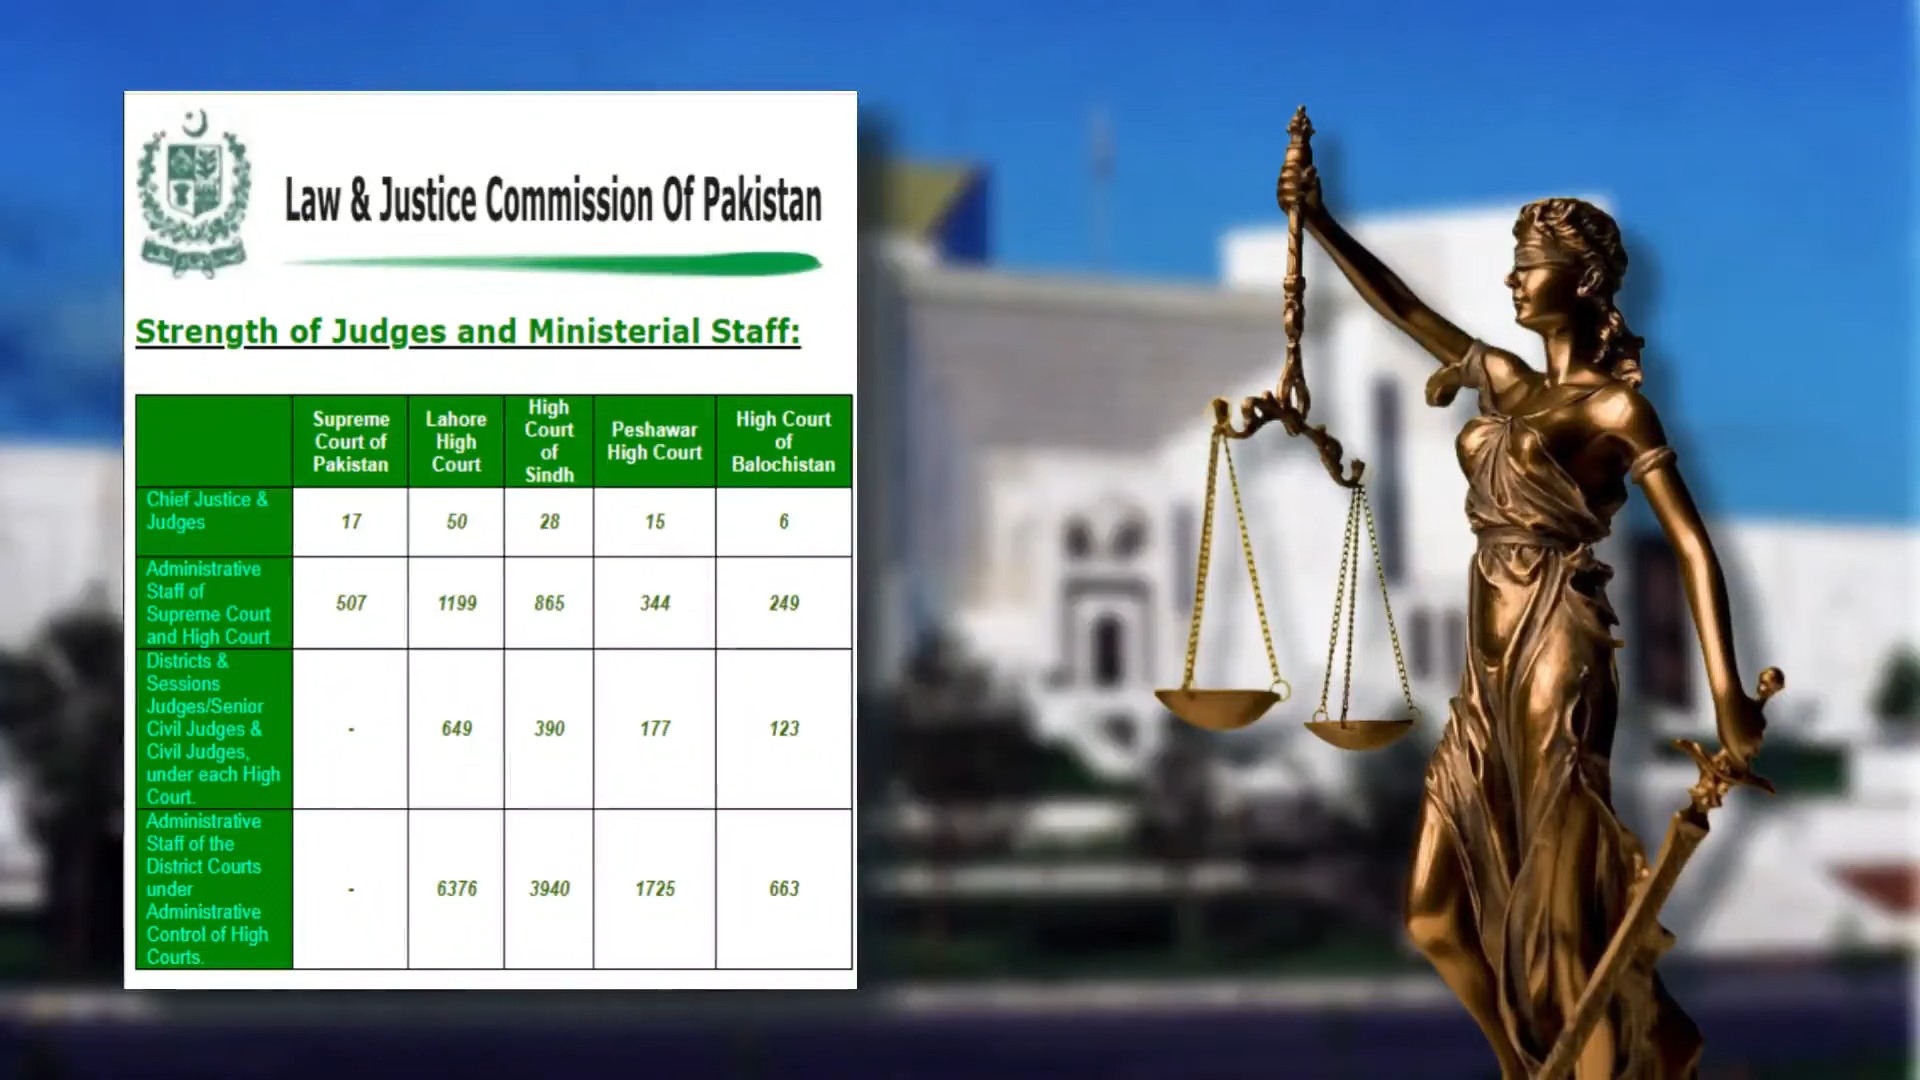 Law & Justice Commission Of Pakistan
Strength of Judges and Ministerial Staff:
Supreme Court of Pakistan
Lahore High Court
High Court of Sindh
Peshawar High Court
High Court of Balochistan
Chief Justice & Judges
17
50
28
15
6
Administrative Staff of Supreme Court and High Court
507
1199
865
344
249
Districts & Sessions Judges/Senior Civil Judges & Civil Judges, under each High Court.
-
649
390
177
123
Administrative Staff of the District Courts under Administrative Control of High Courts.
-
6376
3940
1725
663